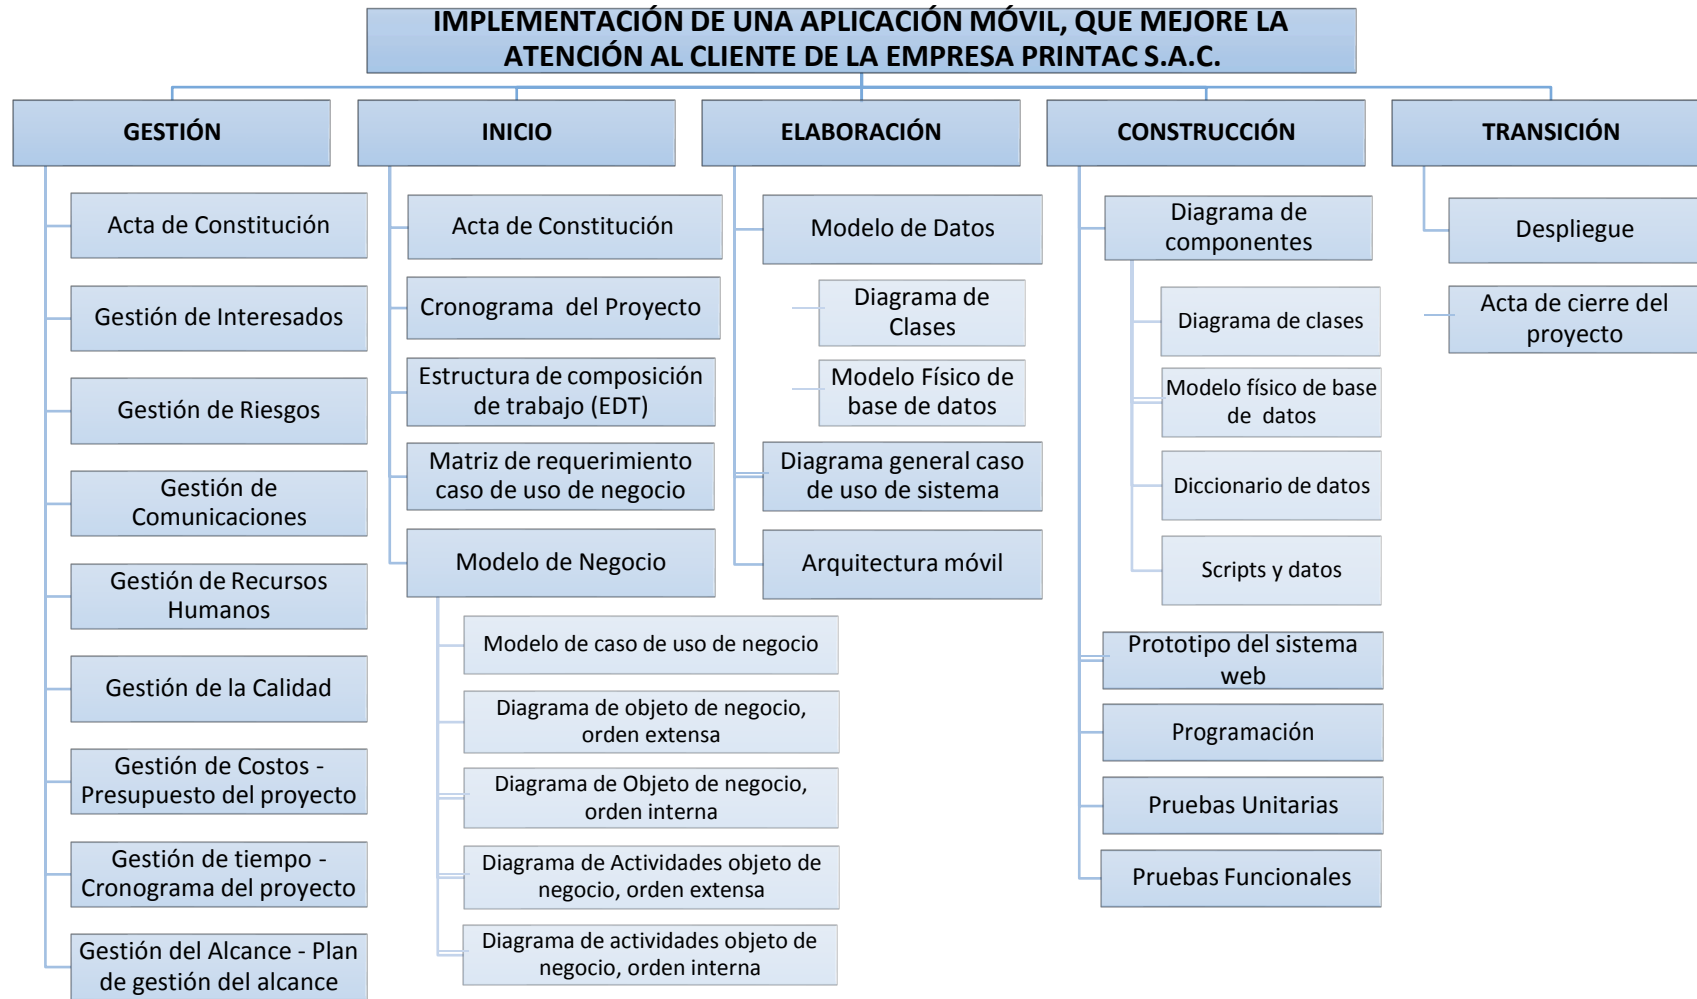 IMPLEMENTACIÓN DE UNA APLICACIÓN MÓVIL, QUE MEJORE LA
ATENCIÓN AL CLIENTE DE LA EMPRESA PRINTAC S.A.C.
GESTIÓN
Acta de Constitución
Gestión de Interesados
Gestión de Riesgos
Gestión de
Comunicaciones
Gestión de Recursos
Humanos
Gestión de la Calidad
Gestión de Costos -
Presupuesto del proyecto
Gestión de tiempo -
Cronograma del proyecto
Gestión del Alcance - Plan
de gestión del alcance
INICIO
Acta de Constitución
Cronograma del Proyecto
Estructura de composición
de trabajo (EDT)
Matriz de requerimiento
caso de uso de negocio
Modelo de Negocio
Modelo de caso de uso de negocio
Diagrama de objeto de negocio,
orden extensa
Diagrama de Objeto de negocio,
orden interna
Diagrama de Actividades objeto de
negocio, orden extensa
Diagrama de actividades objeto de
negocio, orden interna
ELABORACIÓN
Modelo de Datos
Diagrama de
Clases
Modelo Físico de
base de datos
Diagrama general caso
de uso de sistema
Arquitectura móvil
CONSTRUCCIÓN
Diagrama de
componentes
Diagrama de clases
Modelo físico de base
de datos
Diccionario de datos
Scripts y datos
Prototipo del sistema
web
Programación
Pruebas Unitarias
Pruebas Funcionales
TRANSICIÓN
Despliegue
Acta de cierre del
proyecto